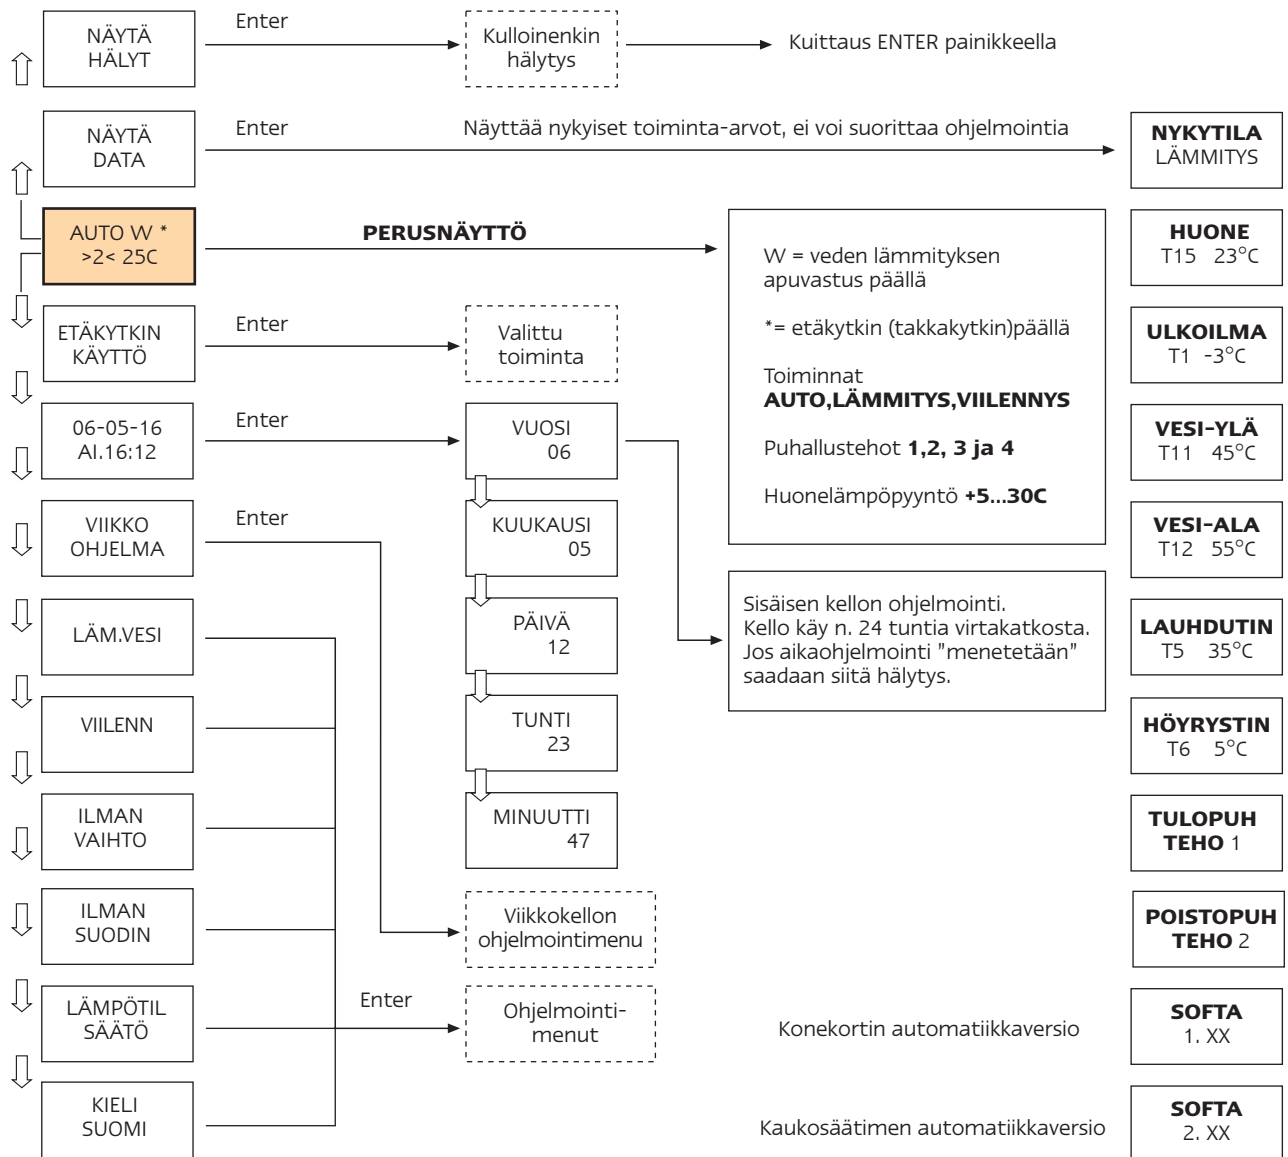 NÄYTÄ
HÄLYT
Enter
Kulloinenkin
hälytys
Kuittaus ENTER painikkeella
NÄYTÄ
DATA
Enter
Näyttää nykyiset toiminta-arvot, ei voi suorittaa ohjelmointia
NYKYTILA
LÄMMITYS
AUTO W *
>2< 25C
PERUSNÄYTTÖ
W = veden lämmityksen
apuvastus päällä
*= etäkytkin (takkakytkin)päällä
Toiminnat
AUTO,LÄMMITYS,VIILENNYS
Puhallustehot 1,2, 3 ja 4
Huonelämpöpyyntö +5...30C
HUONE
T15 23°C
ETÄKYTKIN
KÄYTTÖ
Enter
Valittu
toiminta
ULKOILMA
T1 -3°C
06-05-16
AI.16:12
Enter
VUOSI
06
KUUKAUSI
05
PÄIVÄ
12
TUNTI
23
MINUUTTI
47
Sisäisen kellon ohjelmointi.
Kello käy n. 24 tuntia virtakatkosta.
Jos aikaohjelmointi "menetetään"
saadaan siitä hälytys.
VESI-YLÄ
T11 45°C
VIIKKO
OHJELMA
Enter
Viikkokellon
ohjelmointimenu
VESI-ALA
T12 55°C
LÄM.VESI
LAUHDUTIN
T5 35°C
VIILENN
HÖYRYSTIN
T6 5°C
ILMAN
VAIHTO
TULOPUH
TEHO 1
ILMAN
SUODIN
POISTOPUH
TEHO 2
LÄMPÖTIL
SÄÄTÖ
Enter
Ohjelmointi-
menut
Konekortin automatiikkaversio
SOFTA
1. XX
KIELI
SUOMI
Kaukosäätimen automatiikkaversio
SOFTA
2. XX